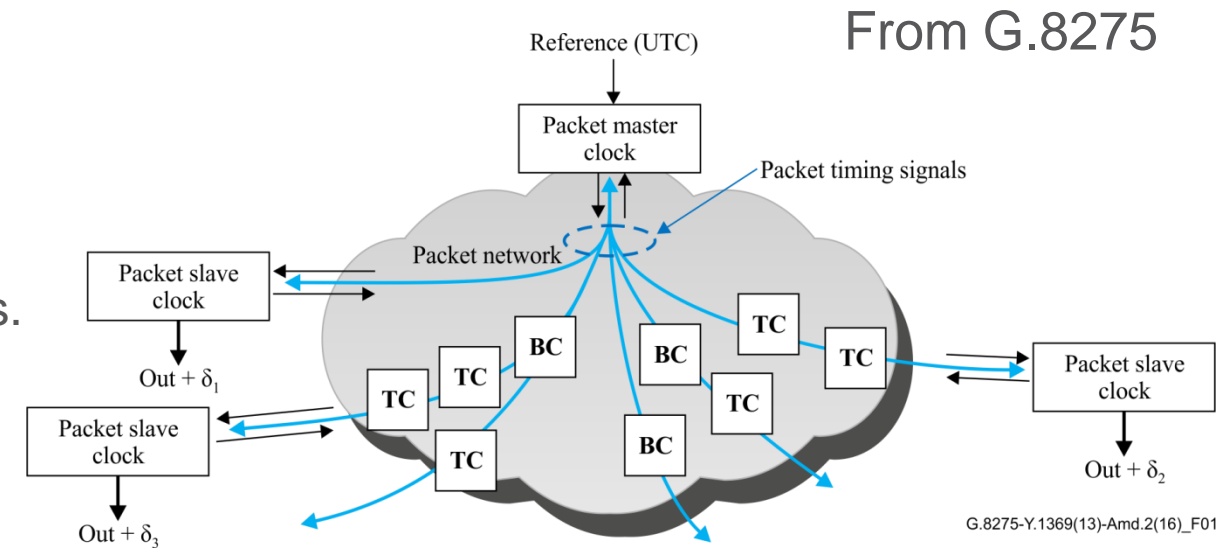 From G.8275
Reference (UTC)
Packet master
clock
Packet timing signals
Packet network
Packet slave
clock
s.
Out + δ₁
TC
TC
BC
BC
TC
TC
Packet slave
clock
Out + δ₂
TC
TC
BC
Packet slave
clock
Out + δ₃
G.8275-Y.1369(13)-Amd.2(16)_F01